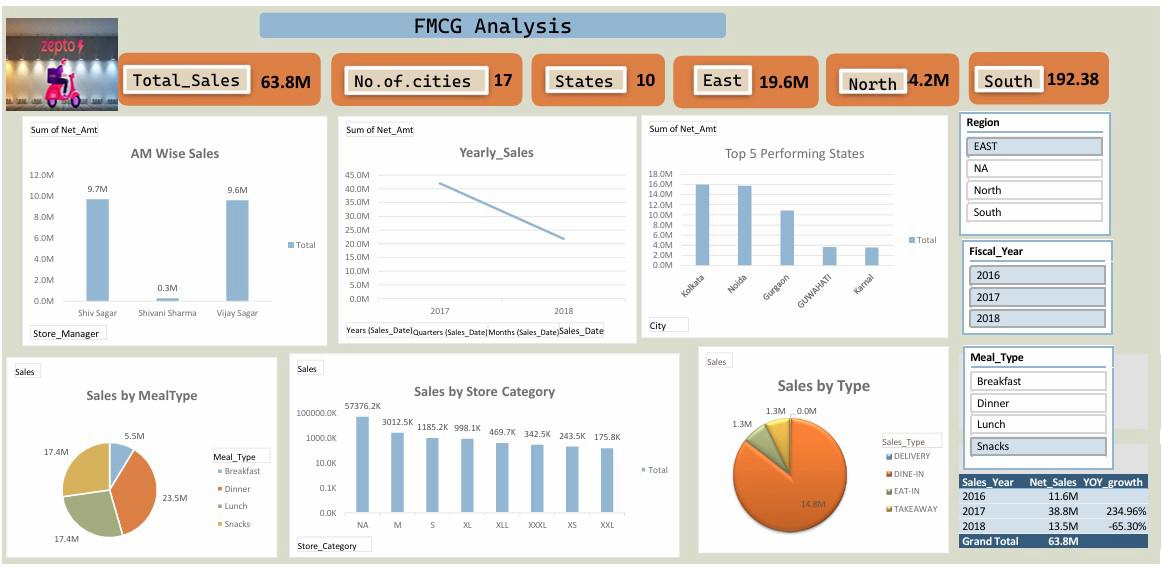 FMCG Analysis
zepto
Total_Sales 63.8M
No.of.cities 17
States 10
East 19.6M
North 4.2M
South 192.38
Sum of Net_Amt
AM Wise Sales
12.0M
10.0M
8.0M
6.0M
4.0M
2.0M
0.0M
9.7M
0.3M
9.6M
Shiv Sagar Shivani Sharma Vijay Sagar
Total
Store_Manager
Sum of Net_Amt
Yearly_Sales
45.0M
40.0M
35.0M
30.0M
25.0M
20.0M
15.0M
10.0M
5.0M
0.0M
2017 2018
Years (Sales_Date) Quarters (Sales_Date) Months (Sales_Date) Sales_Date
Sum of Net_Amt
Top 5 Performing States
18.0M
16.0M
14.0M
12.0M
10.0M
8.0M
6.0M
4.0M
2.0M
0.0M
Kolkata Noida Gurgaon GUWAHATI Karnal
Total
City
Region
EAST
NA
North
South
Fiscal_Year
2016
2017
2018
Sales
Sales by MealType
5.5M
23.5M
17.4M
17.4M
Meal_Type
Breakfast
Dinner
Lunch
Snacks
Sales
Sales by Store Category
100000.0K
1000.0K
10.0K
0.1K
0.0K
57376.2K 3012.5K 1185.2K 998.1K 469.7K 342.5K 243.5K 175.8K
NA M S XL XLL XXXL XS XXL
Total
Store_Category
Sales
Sales by Type
1.3M
1.3M
0.0M
14.8M
Sales_Type
DELIVERY
DINE-IN
EAT-IN
TAKEAWAY
Meal_Type
Breakfast
Dinner
Lunch
Snacks
Sales_Year Net_Sales YOY_growth
2016 11.6M
2017 38.8M 234.96%
2018 13.5M -65.30%
Grand Total 63.8M